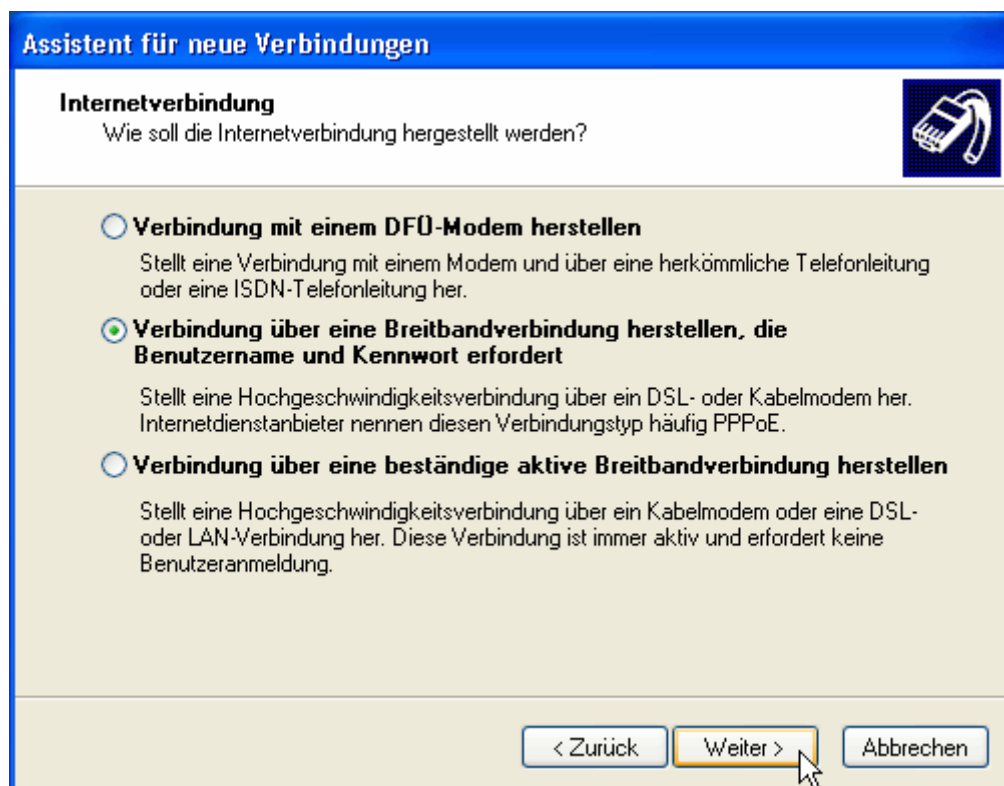 Assistent für neue Verbindungen
Internetverbindung
Wie soll die Internetverbindung hergestellt werden?
Verbindung mit einem DFÜ-Modem herstellen
Stellt eine Verbindung mit einem Modem und über eine herkömmliche Telefonleitung
oder eine ISDN-Telefonleitung her.
Verbindung über eine Breitbandverbindung herstellen, die
Benutzername und Kennwort erfordert
Stellt eine Hochgeschwindigkeitsverbindung über ein DSL- oder Kabelmodem her.
Internetdienstanbieter nennen diesen Verbindungstyp häufig PPPoE.
Verbindung über eine beständige aktive Breitbandverbindung herstellen
Stellt eine Hochgeschwindigkeitsverbindung über ein Kabelmodem oder eine DSL-
oder LAN-Verbindung her. Diese Verbindung ist immer aktiv und erfordert keine
Benutzeranmeldung.
< Zurück Weiter > Abbrechen